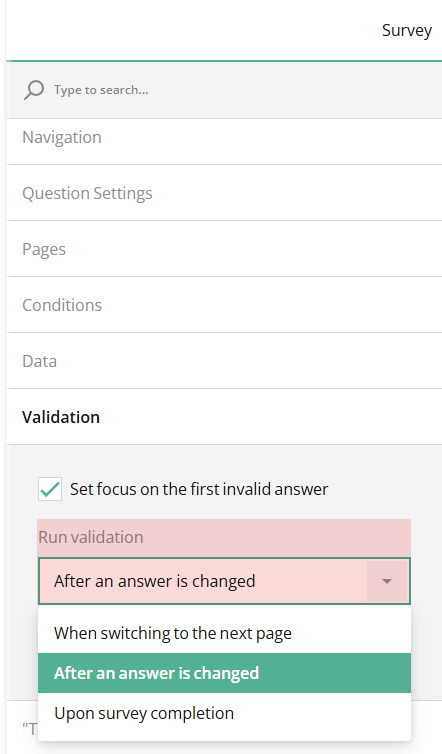 Survey
Type to search...
Navigation
Question Settings
Pages
Conditions
Data
Validation
Set focus on the first invalid answer
Run validation
After an answer is changed
When switching to the next page
After an answer is changed
Upon survey completion
"T